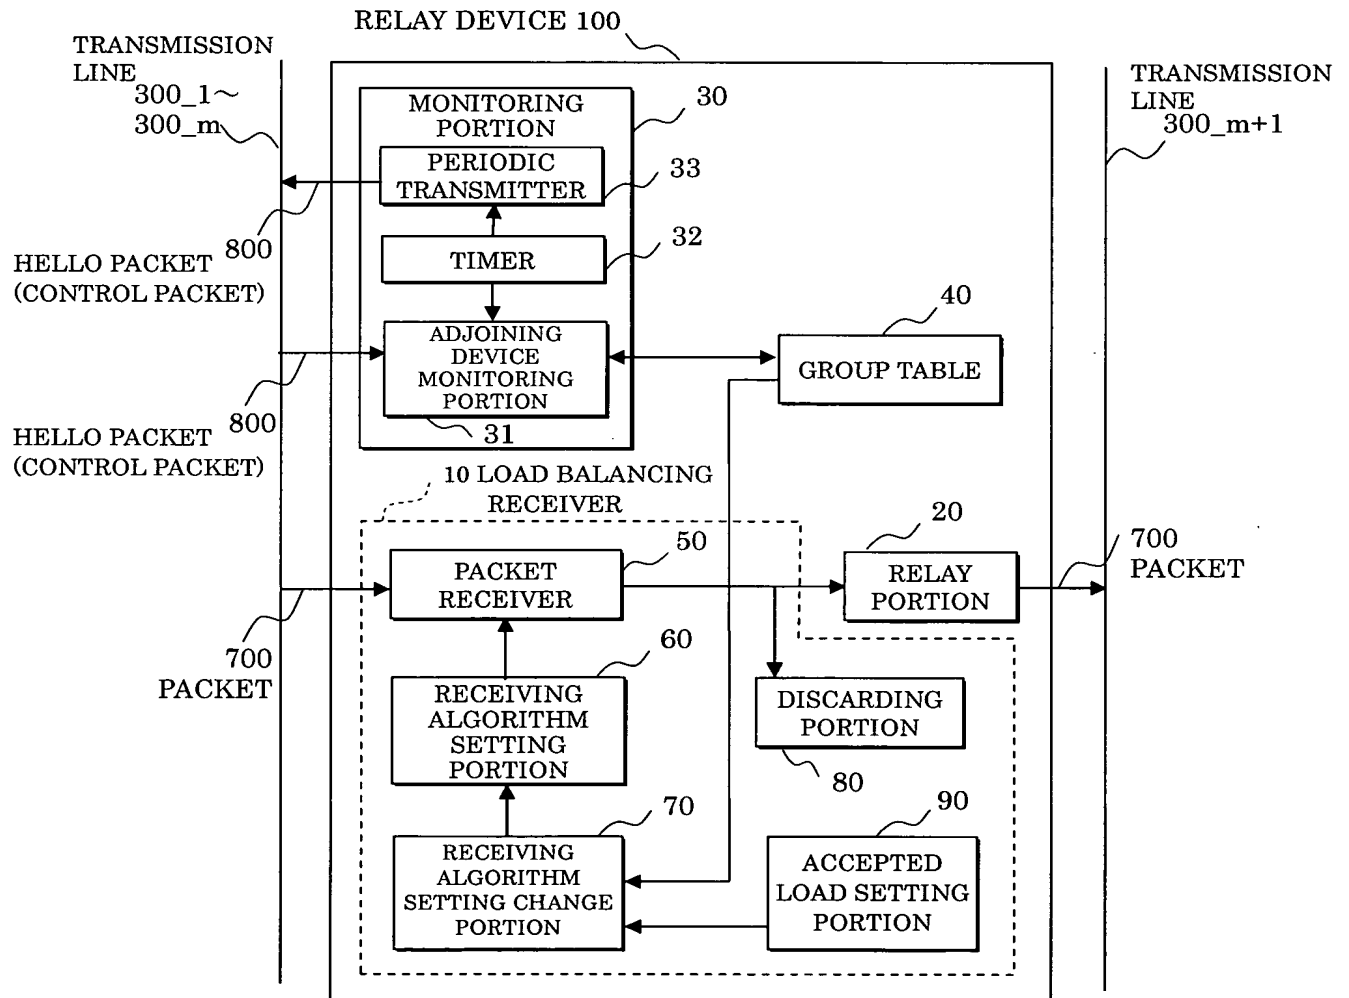 RELAY DEVICE 100
TRANSMISSION
LINE
300_1~
300_m
TRANSMISSION
LINE
300_m+1
MONITORING
PORTION
30
PERIODIC
TRANSMITTER
33
800
TIMER
32
HELLO PACKET
(CONTROL PACKET)
ADJOINING
DEVICE
MONITORING
PORTION
31
40
GROUP TABLE
800
HELLO PACKET
(CONTROL PACKET)
10 LOAD BALANCING
RECEIVER
50
PACKET
RECEIVER
20
RELAY
PORTION
700
PACKET
700
PACKET
60
RECEIVING
ALGORITHM
SETTING
PORTION
DISCARDING
PORTION
80
70
RECEIVING
ALGORITHM
SETTING CHANGE
PORTION
90
ACCEPTED
LOAD SETTING
PORTION